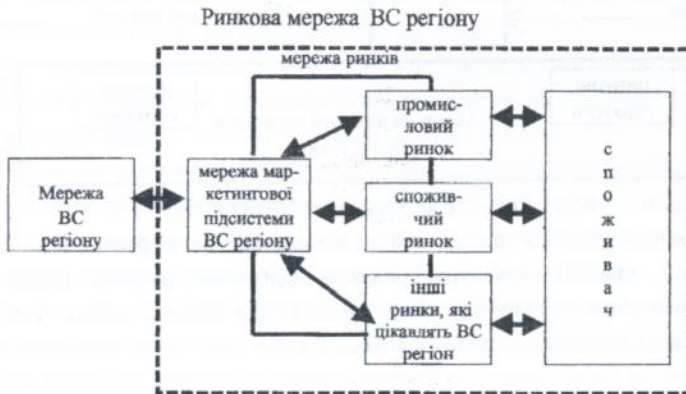 Ринкова мережа ВС регіону
мережа ринків
промис-
ловий
ринок
Мережа
ВС
регіону
мережа мар-
кетингової
підсистеми
ВС регіону
спожив-
чий
ринок
інші
ринки, які
цікавлять ВС
регіон
с
п
о
ж
и
в
а
ч